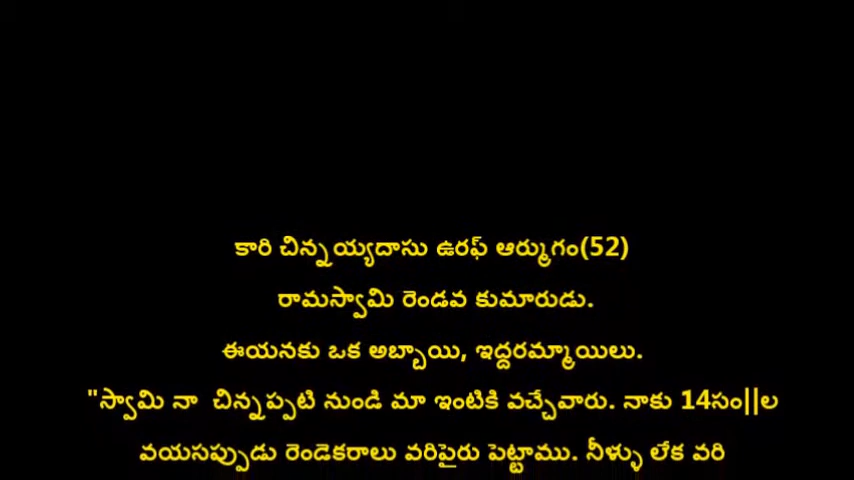 కారి చిన్నయ్యదాసు ఉరఫ్ ఆర్ముగం(52)
రామస్వామి రెండవ కుమారుడు.
ఈయనకు ఒక అబ్బాయి, ఇద్దరమ్మాయిలు.
"స్వామి నా  చిన్నప్పటి నుండి మా ఇంటికి వచ్చేవారు. నాకు 14సం||ల
వయసప్పుడు రెండెకరాలు వరిపైరు పెట్టాము. నీళ్ళు లేక వరి